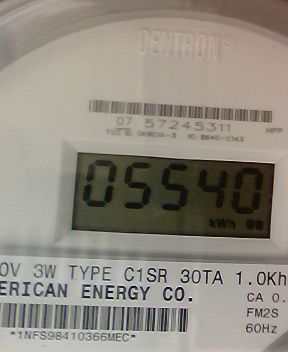 CENTRON®
07 57245311
HPP
05540
kWh
0V 3W TYPE C1SR 30TA 1.0Kh
ERICAN ENERGY CO.
CA 0.
FM2S
60Hz
*1NFS98410366MEC*